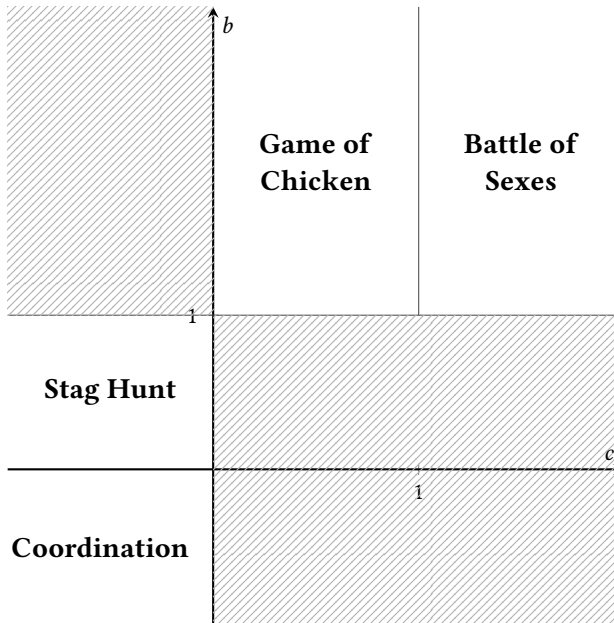 b
Game of
Chicken
Battle of
Sexes
1
Stag Hunt
c
1
Coordination